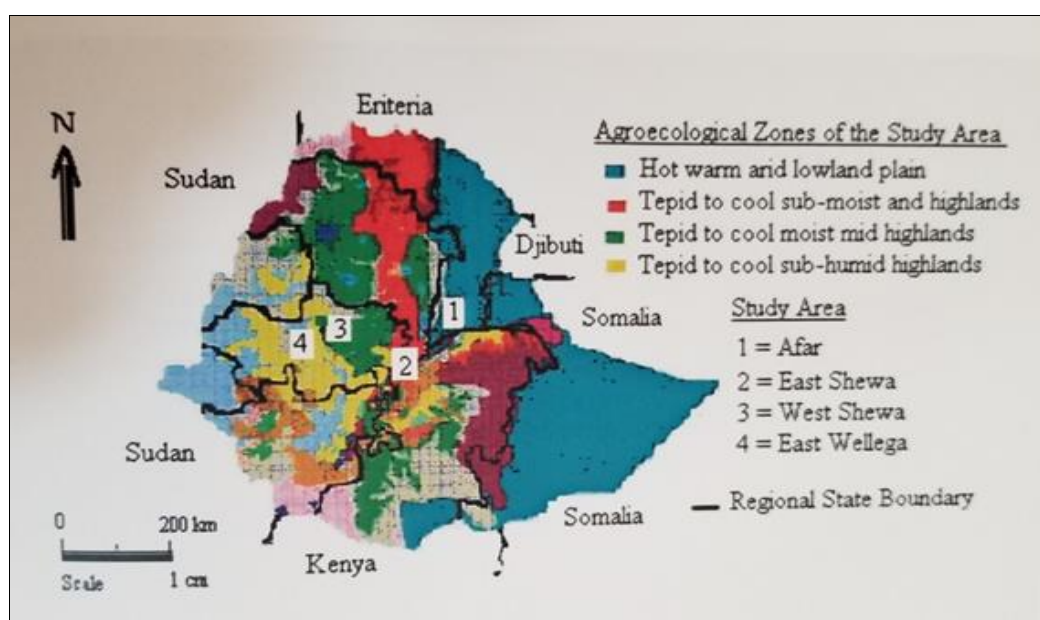 N
Eriteria
Sudan
Djibuti
Somalia
Sudan
Somalia
Kenya
1
2
3
4
0
200 km
Scale
1 cm
Agroecological Zones of the Study Area
Hot warm arid lowland plain
Tepid to cool sub-moist and highlands
Tepid to cool moist mid highlands
Tepid to cool sub-humid highlands
Study Area
1 = Afar
2 = East Shewa
3 = West Shewa
4 = East Wellega
Regional State Boundary